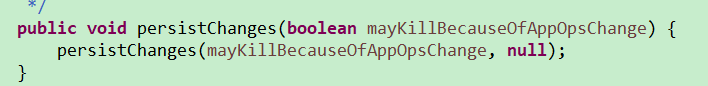 */
public void persistChanges(boolean mayKillBecauseOfAppOpsChange) {
    persistChanges(mayKillBecauseOfAppOpsChange, null);
}